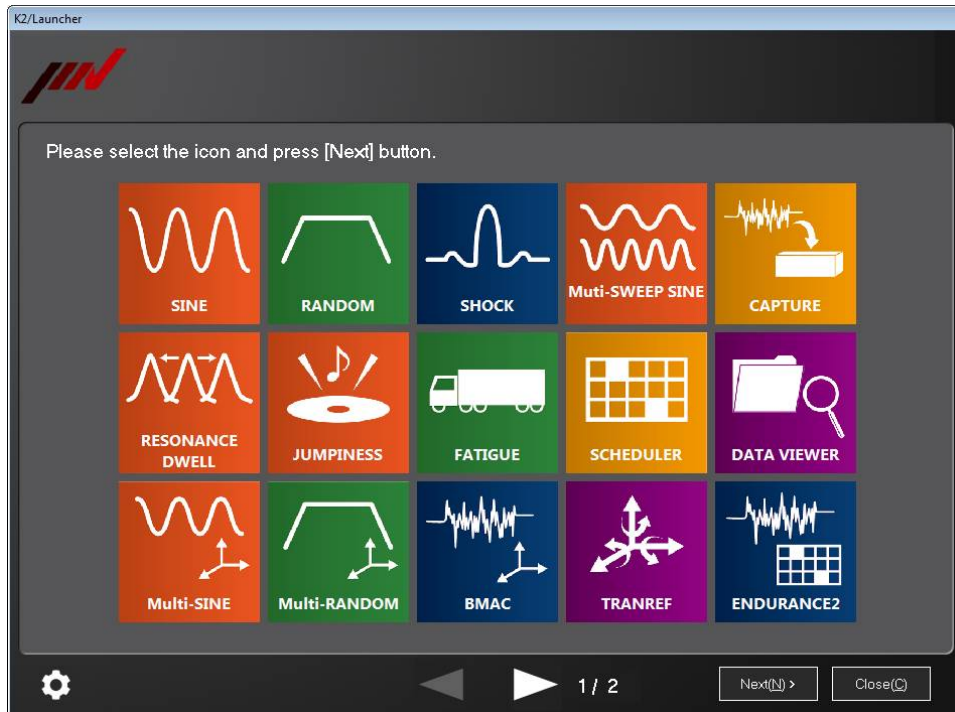 K2/Launcher
Please select the icon and press [Next] button.
SINE
RANDOM
SHOCK
Muti-SWEEP SINE
CAPTURE
RESONANCE
DWELL
JUMPINESS
FATIGUE
SCHEDULER
DATA VIEWER
Multi-SINE
Multi-RANDOM
BMAC
TRANREF
ENDURANCE2
1 / 2
Next(N) >
Close(C)